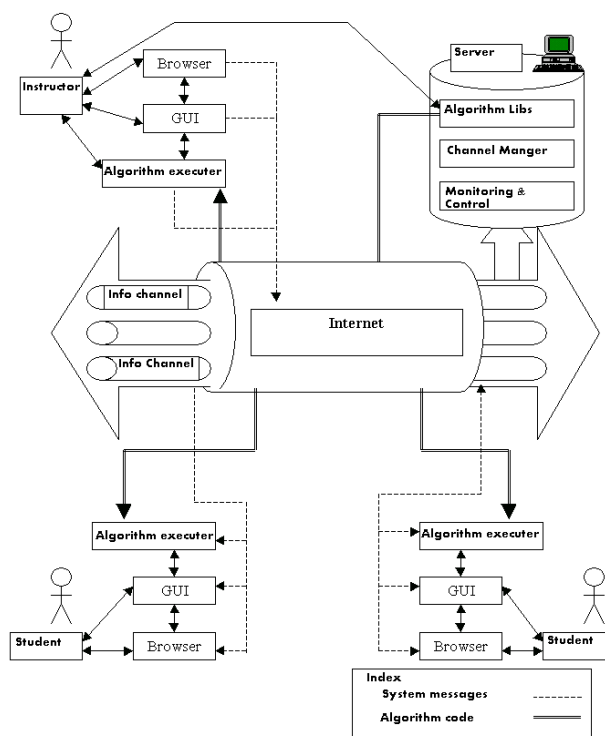 Server
Browser
Instructor
GUI
Algorithm Libs
Algorithm executer
Channel Manger
Monitoring &
Control
Info channel
Internet
Info Channel
Algorithm executer
Algorithm executer
GUI
GUI
Student
Browser
Browser
Student
Index
System messages
Algorithm code